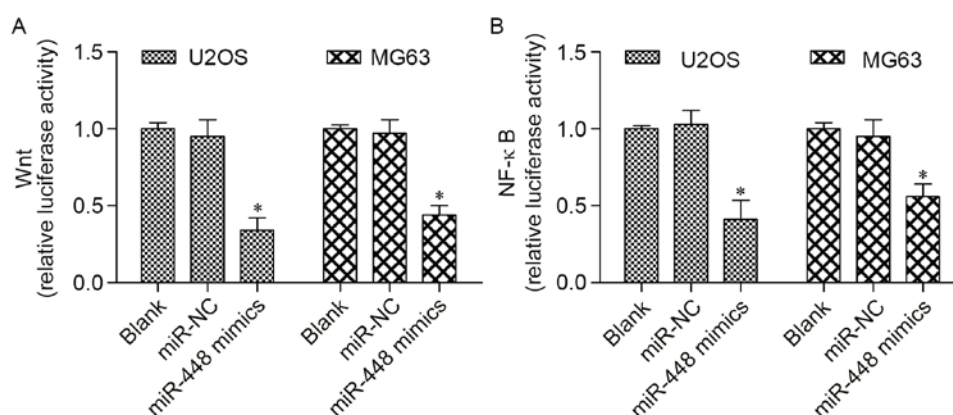 A
Wnt
(relative luciferase activity)
1.5
1.0
0.5
0.0
U2OS
MG63
*
*
Blank
miR-NC
miR-448 mimics
Blank
miR-NC
miR-448 mimics
B
NF-κ B
(relative luciferase activity)
1.5
1.0
0.5
0.0
U2OS
MG63
*
*
Blank
miR-NC
miR-448 mimics
Blank
miR-NC
miR-448 mimics